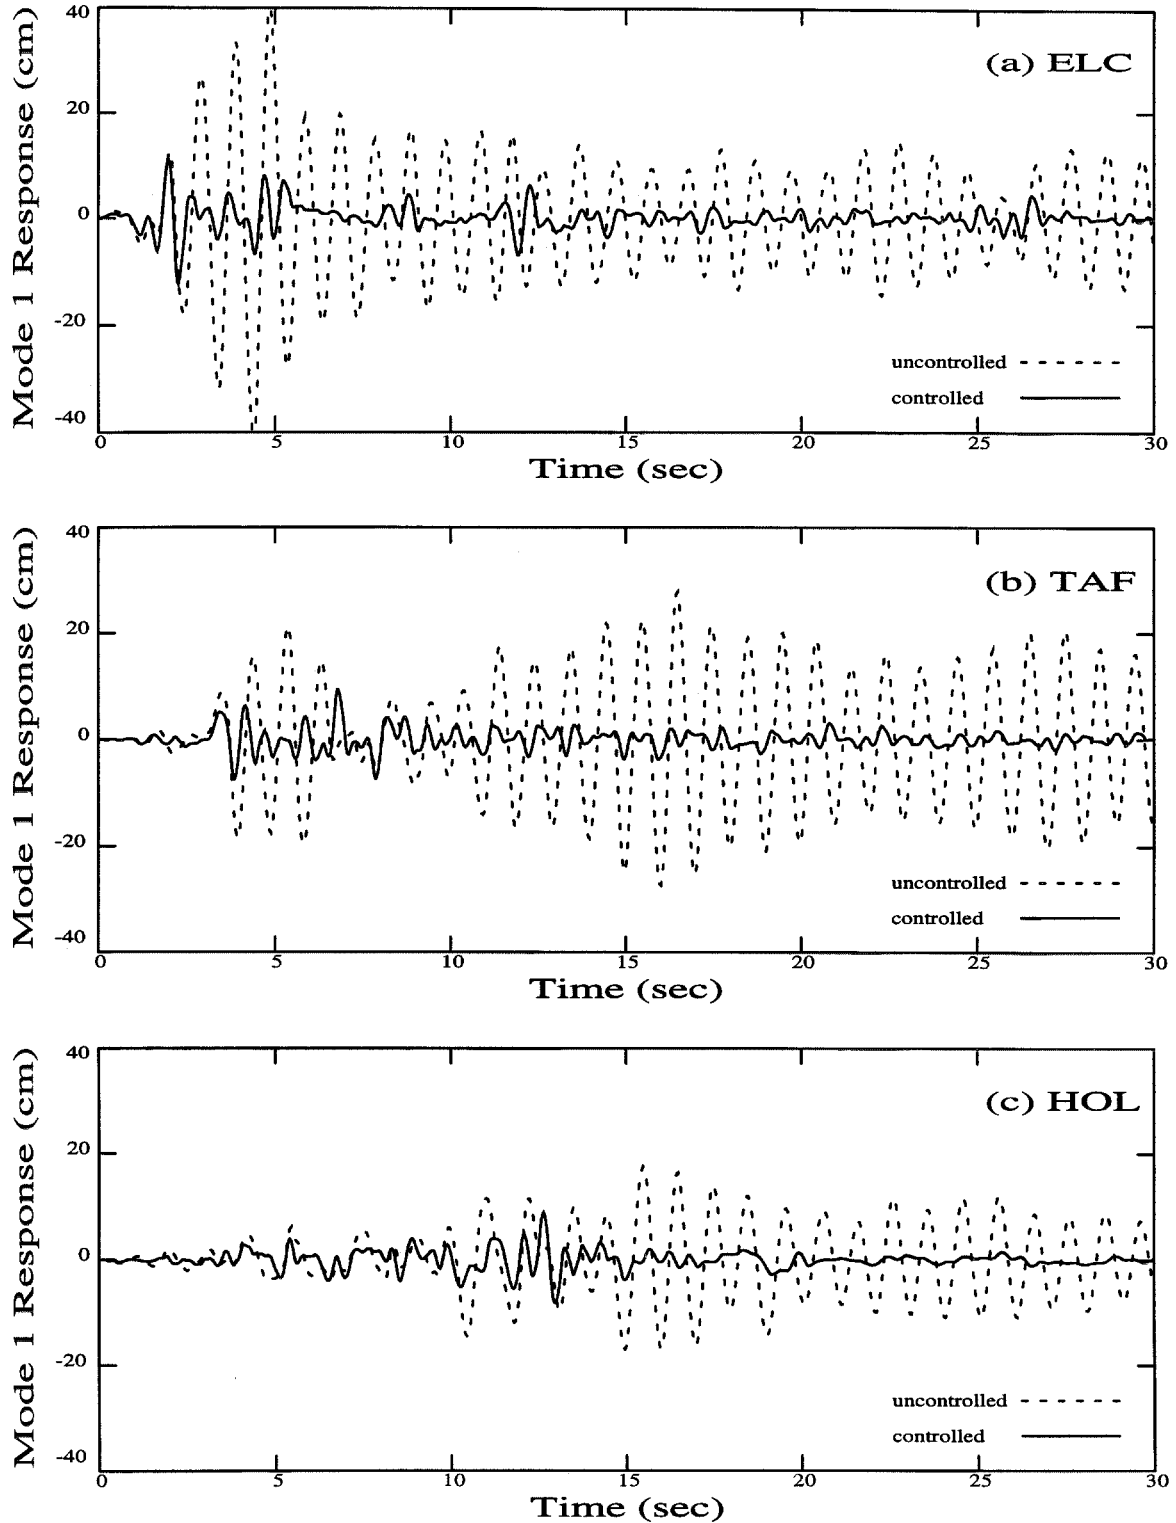 40
20
0
-20
-40
Mode 1 Response (cm)
(a) ELC
uncontrolled
controlled
0 5 10 15 20 25 30
Time (sec)
40
20
0
-20
-40
Mode 1 Response (cm)
(b) TAF
uncontrolled
controlled
0 5 10 15 20 25 30
Time (sec)
40
20
0
-20
-40
Mode 1 Response (cm)
(c) HOL
uncontrolled
controlled
0 5 10 15 20 25 30
Time (sec)